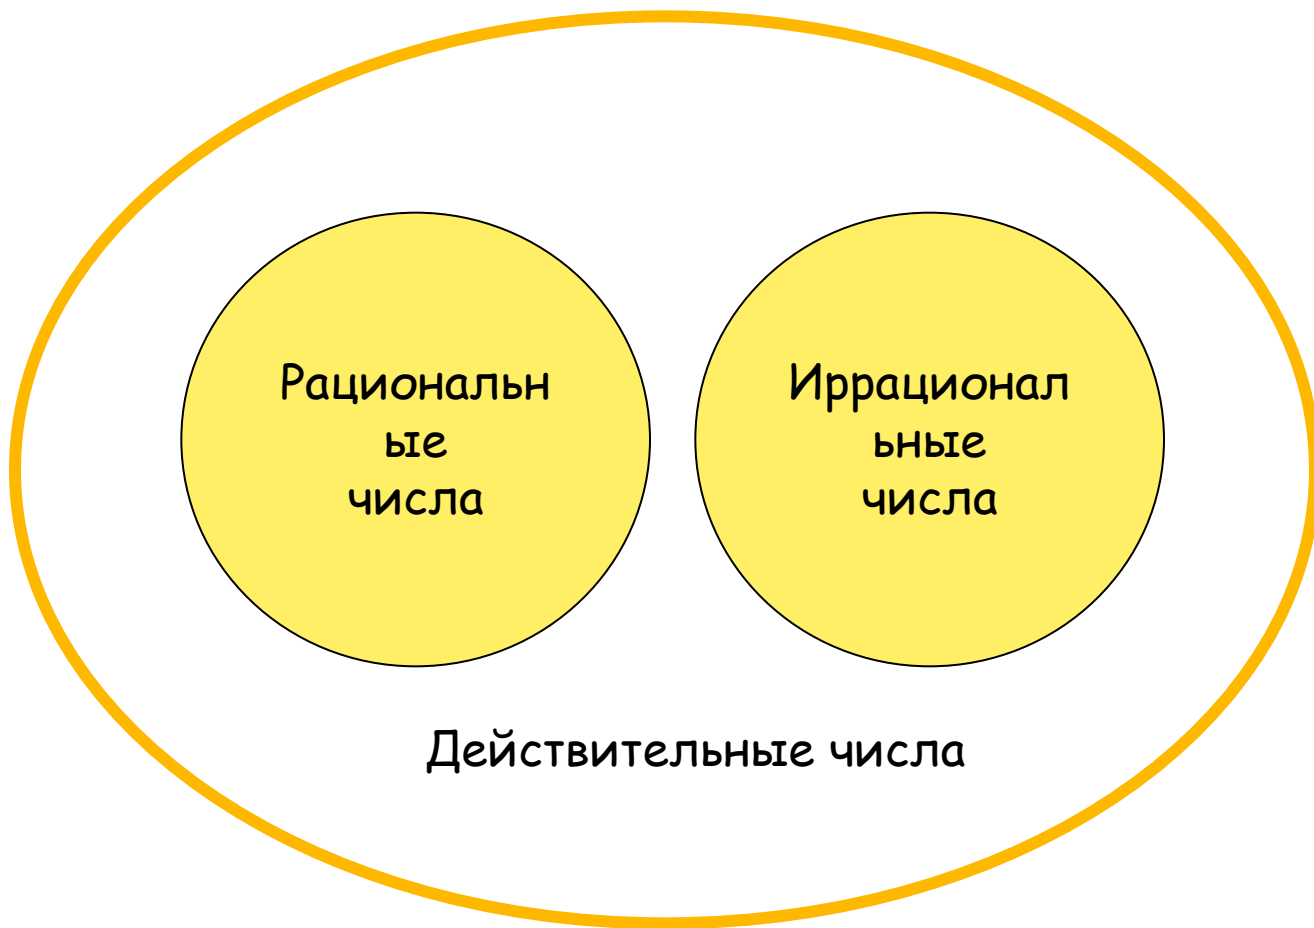 Рациональн
ые
числа
Иррационал
ьные
числа
Действительные числа